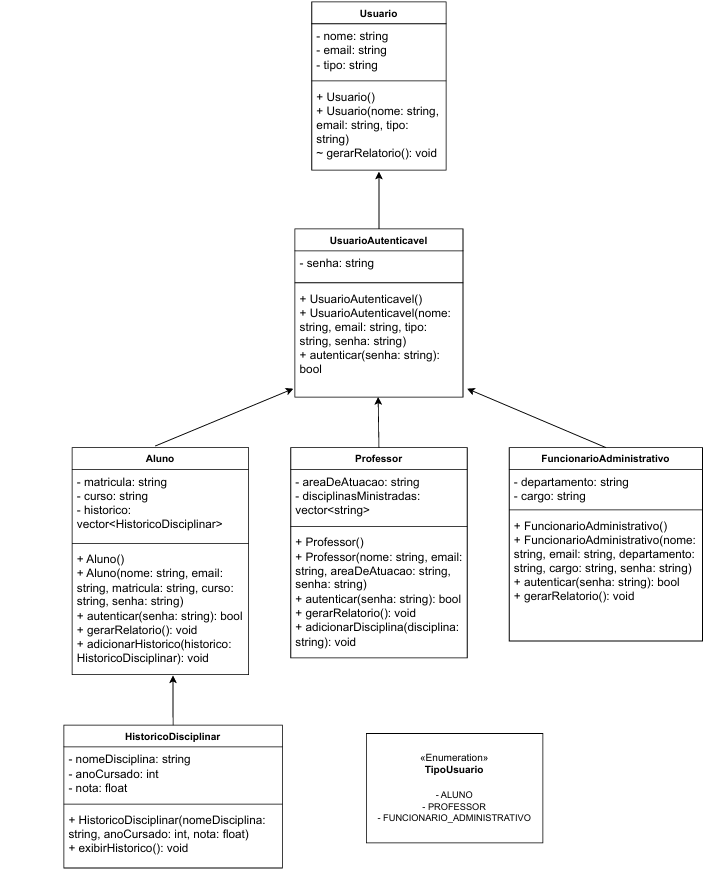 Usuario
- nome: string
- email: string
- tipo: string
+ Usuario()
+ Usuario(nome: string,
email: string, tipo:
string)
~ gerarRelatorio(): void
UsuarioAutenticavel
- senha: string
+ UsuarioAutenticavel()
+ UsuarioAutenticavel(nome:
string, email: string, tipo:
string, senha: string)
+ autenticar(senha: string):
bool
Aluno
- matricula: string
- curso: string
- historico:
vector<HistoricoDisciplinar>
+ Aluno()
+ Aluno(nome: string, email:
string, matricula: string, curso:
string, senha: string)
+ autenticar(senha: string): bool
+ gerarRelatorio(): void
+ adicionarHistorico(historico:
HistoricoDisciplinar): void
Professor
- areaDeAtuacao: string
- disciplinasMinistradas:
vector<string>
+ Professor()
+ Professor(nome: string, email:
string, areaDeAtuacao: string,
senha: string)
+ autenticar(senha: string): bool
+ gerarRelatorio(): void
+ adicionarDisciplina(disciplina:
string): void
FuncionarioAdministrativo
- departamento: string
- cargo: string
+ FuncionarioAdministrativo()
+ FuncionarioAdministrativo(nome:
string, email: string, departamento:
string, cargo: string, senha: string)
+ autenticar(senha: string): bool
+ gerarRelatorio(): void
HistoricoDisciplinar
- nomeDisciplina: string
- anoCursado: int
- nota: float
+ HistoricoDisciplinar(nomeDisciplina:
string, anoCursado: int, nota: float)
+ exibirHistorico(): void
«Enumeration»
TipoUsuario
- ALUNO
- PROFESSOR
- FUNCIONARIO_ADMINISTRATIVO